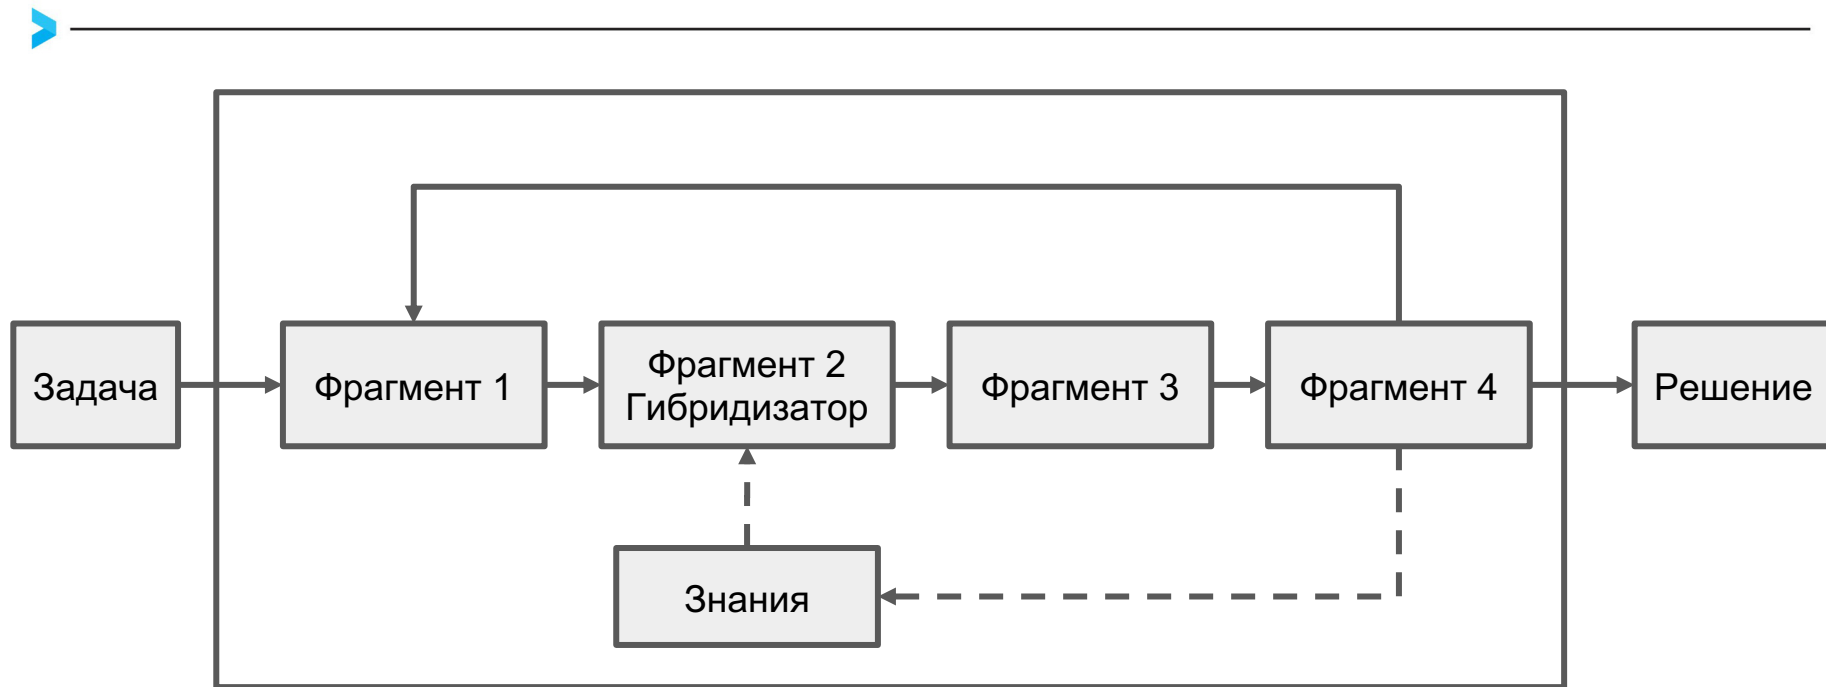 Задача
Фрагмент 1
Фрагмент 2
Гибридизатор
Фрагмент 3
Фрагмент 4
Решение
Знания